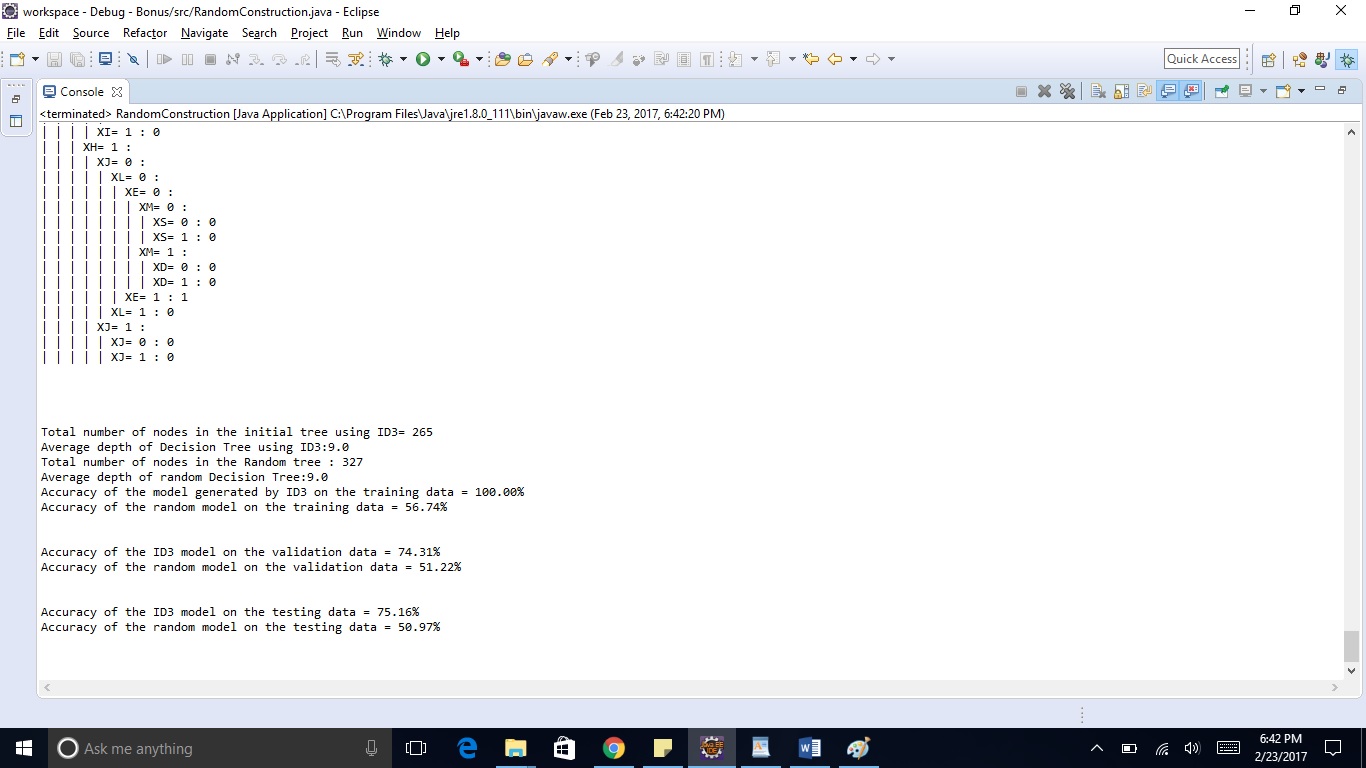 workspace - Debug - Bonus/src/RandomConstruction.java - Eclipse
File Edit Source Refactor Navigate Search Project Run Window Help
Quick Access
Console
<terminated> RandomConstruction [Java Application] C:\Program Files\Java\jre1.8.0_111\bin\javaw.exe (Feb 23, 2017, 6:42:20 PM)
| | | | XI= 1 : 0
| | | XH= 1 :
| | | | XJ= 0 :
| | | | | XL= 0 :
| | | | | | XE= 0 :
| | | | | | | XM= 0 :
| | | | | | | | XS= 0 : 0
| | | | | | | | XS= 1 : 0
| | | | | | | XM= 1 :
| | | | | | | | XD= 0 : 0
| | | | | | | | XD= 1 : 0
| | | | | | XE= 1 : 1
| | | | | XL= 1 : 0
| | | | XJ= 1 :
| | | | | XJ= 0 : 0
| | | | | XJ= 1 : 0
Total number of nodes in the initial tree using ID3= 265
Average depth of Decision Tree using ID3:9.0
Total number of nodes in the Random tree : 327
Average depth of random Decision Tree:9.0
Accuracy of the model generated by ID3 on the training data = 100.00%
Accuracy of the random model on the training data = 56.74%
Accuracy of the ID3 model on the validation data = 74.31%
Accuracy of the random model on the validation data = 51.22%
Accuracy of the ID3 model on the testing data = 75.16%
Accuracy of the random model on the testing data = 50.97%
Ask me anything
6:42 PM
2/23/2017